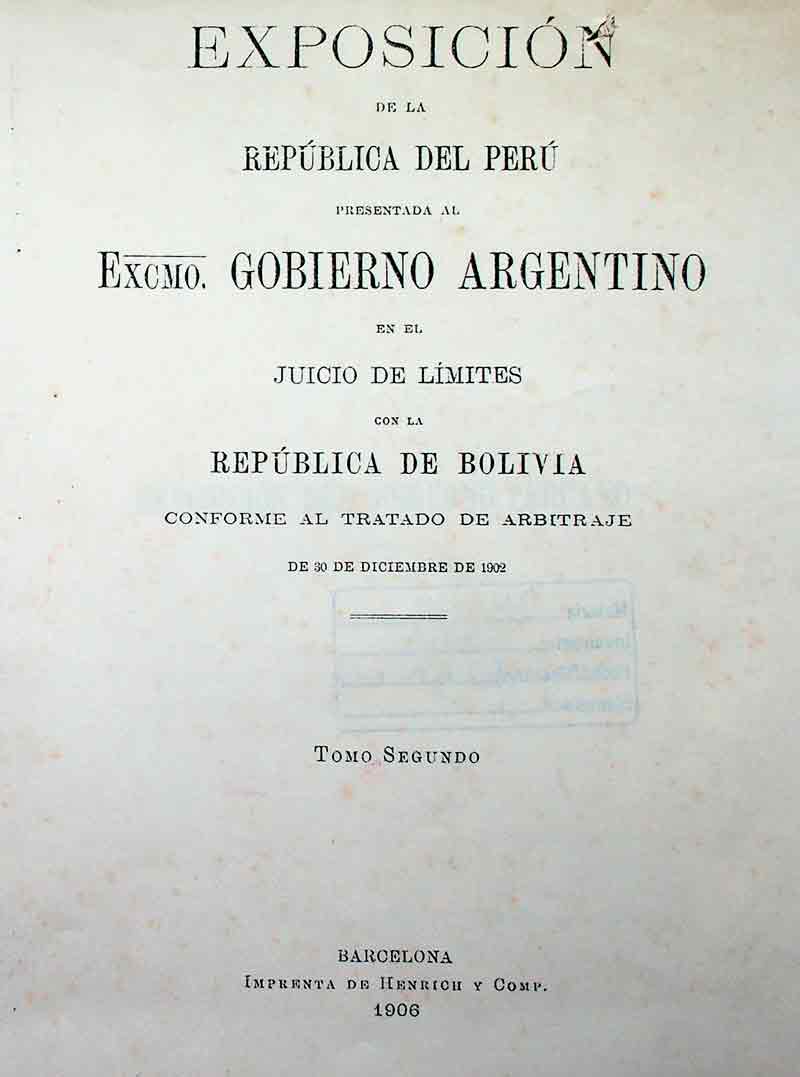 EXPOSICIÓN
DE LA
REPÚBLICA DEL PERÚ
PRESENTADA AL
EXCMO. GOBIERNO ARGENTINO
EN EL
JUICIO DE LÍMITES
CON LA
REPÚBLICA DE BOLIVIA
CONFORME AL TRATADO DE ARBITRAJE
DE 30 DE DICIEMBRE DE 1902
TOMO SEGUNDO
BARCELONA
IMPRENTA DE HENRICH Y COMP.
1906